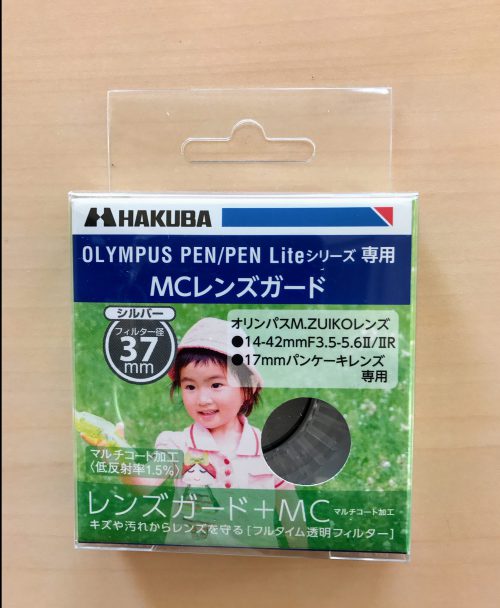 HAKUBA
OLYMPUS PEN/PEN Liteシリーズ 専用
MCレンズガード
シルバー
フィルター径
37
mm
オリンパスM.ZUIKOレンズ
●14-42mmF3.5-5.6Ⅱ/ⅡR
●17mmパンケーキレンズ
専用
マルチコート加工
〈低反射率1.5%〉
レンズガード+MC マルチコート加工
キズや汚れからレンズを守る[フルタイム透明フィルター]